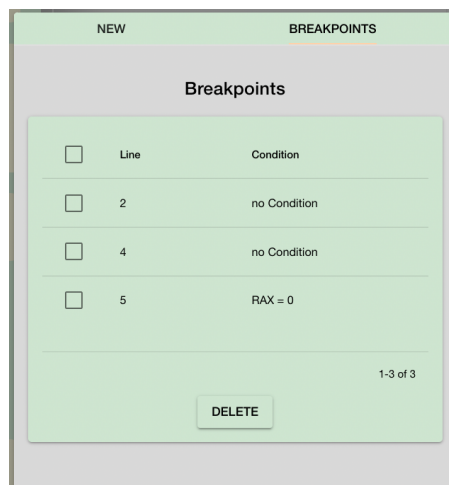 NEW BREAKPOINTS
Breakpoints
Line Condition
2 no Condition
4 no Condition
5 RAX = 0
1-3 of 3
DELETE